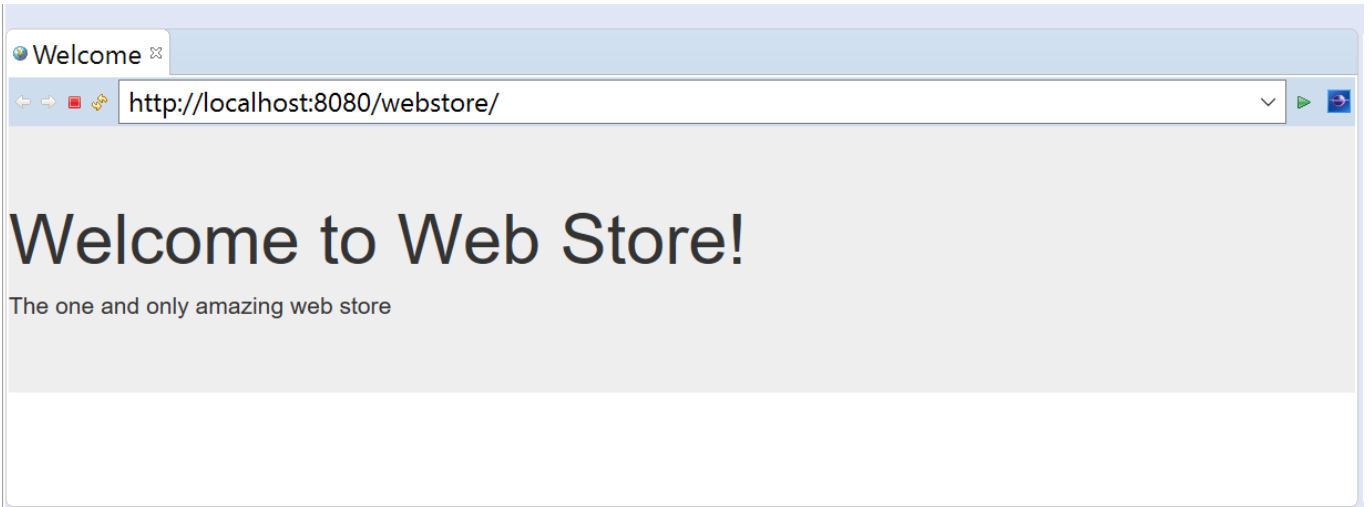 Welcome
http://localhost:8080/webstore/
Welcome to Web Store!
The one and only amazing web store